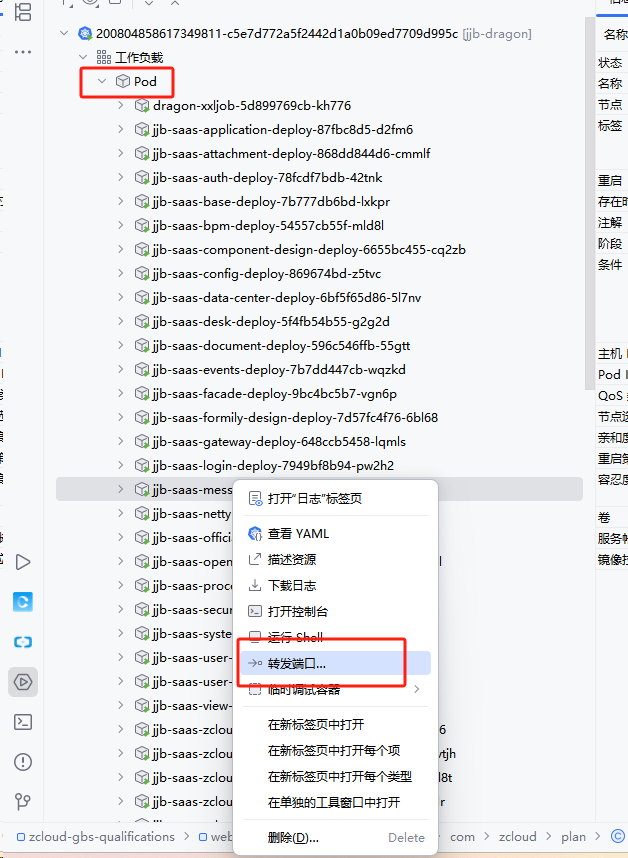 200804858617349811-c5e7d772a5f2442d1a0b09ed7709d995c [jjb-dragon]
工作负载
Pod
dragon-xxljob-5d899769cb-kh776
jjb-saas-application-deploy-87fbc8d5-d2fm6
jjb-saas-attachment-deploy-868dd844d6-cmmlf
jjb-saas-auth-deploy-78fcdf7bdb-42tnk
jjb-saas-base-deploy-7b777db6bd-lxkpr
jjb-saas-bpm-deploy-54557cb55f-mld8l
jjb-saas-component-design-deploy-6655bc455-cq2zb
jjb-saas-config-deploy-869674bd-z5tvc
jjb-saas-data-center-deploy-6bf5f65d86-5l7nv
jjb-saas-desk-deploy-5f4fb54b55-g2g2d
jjb-saas-document-deploy-596c546ffb-55gtt
jjb-saas-events-deploy-7b7dd447cb-wqzkd
jjb-saas-facade-deploy-9bc4bc5b7-vgn6p
jjb-saas-formily-design-deploy-7d57fc4f76-6bl68
jjb-saas-gateway-deploy-648ccb5458-lqmls
jjb-saas-login-deploy-7949bf8b94-pw2h2
jjb-saas-mess
jjb-saas-netty
jjb-saas-offici
jjb-saas-open
jjb-saas-proc
jjb-saas-secur
jjb-saas-syste
jjb-saas-user-
jjb-saas-user-
jjb-saas-view-
jjb-saas-zclou
jjb-saas-zclou
jjb-saas-zclou
jjb-saas-zclou
打开“日志”标签页
查看 YAML
描述资源
下载日志
打开控制台
运行 Shell
转发端口...
临时调试容器
在新标签页中打开
在新标签页中打开每个项
在新标签页中打开每个类型
在单独的工具窗口中打开
删除(D)... Delete
名称
状态
名称
节点
标签
重启
存在时
注解
阶段
条件
主机
Pod
QoS
节点选
亲和度
重启策
容忍度
卷
服务帐
镜像拉
zcloud-gbs-qualifications > web
com > zcloud > plan >